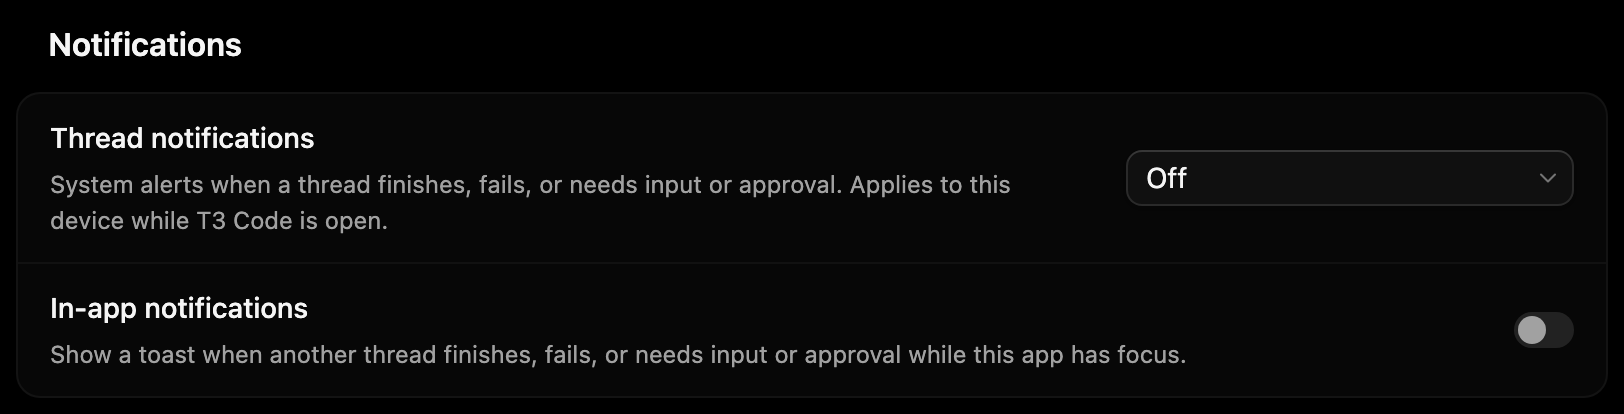 Notifications
Thread notifications
System alerts when a thread finishes, fails, or needs input or approval. Applies to this
device while T3 Code is open.
Off
In-app notifications
Show a toast when another thread finishes, fails, or needs input or approval while this app has focus.